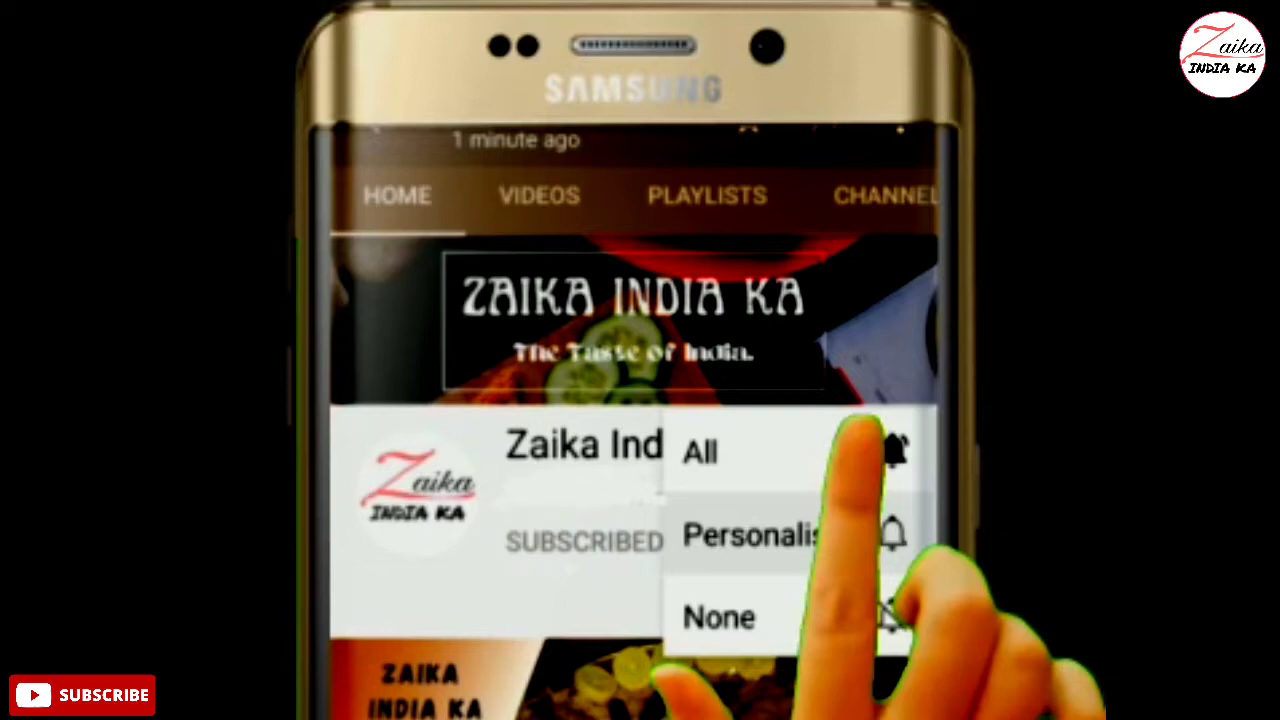 Zaika
INDIA KA
SAMSUNG
1 minute ago
HOME VIDEOS PLAYLISTS CHANNEL
ZAIKA INDIA KA
The Taste of India.
Zaika Ind
All
Zaika
INDIA KA
SUBSCRIBED
Personalis
None
ZAIKA
INDIA KA
SUBSCRIBE